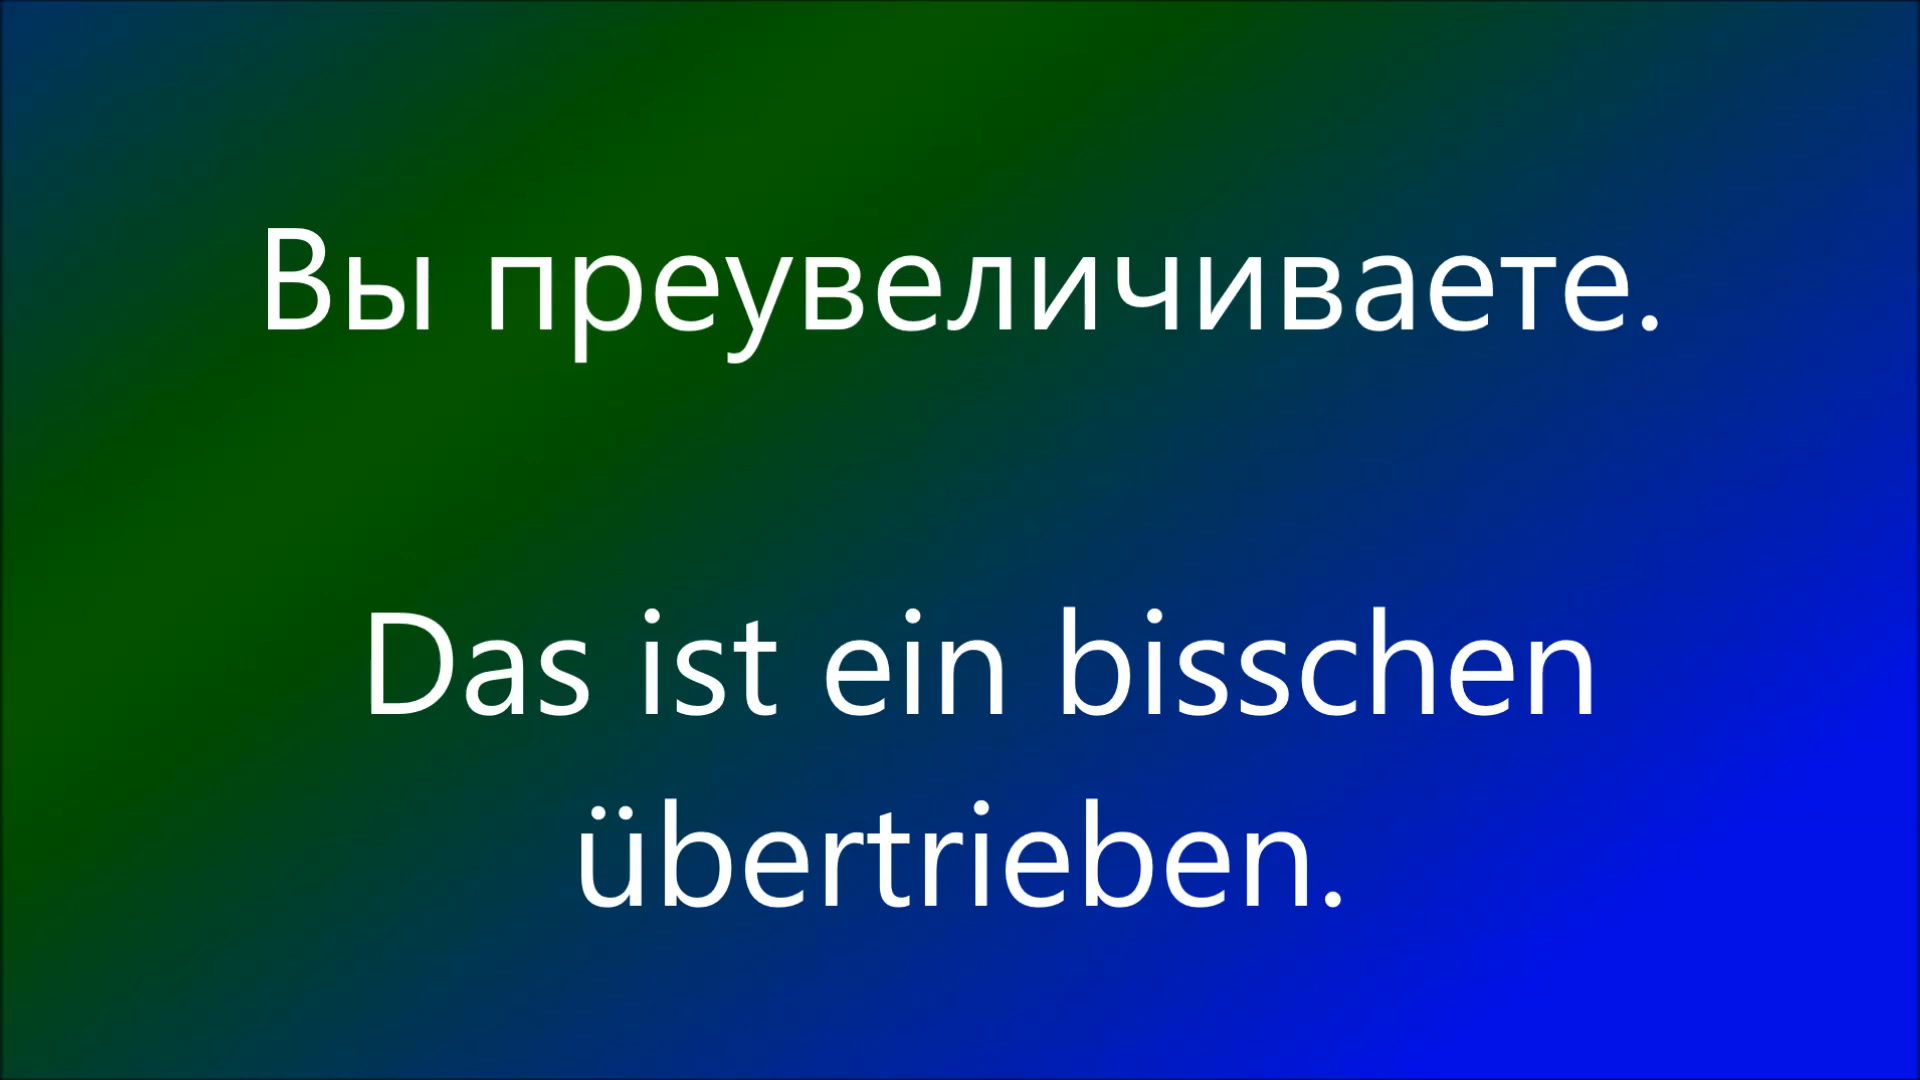 Вы преувеличиваете.
Das ist ein bisschen
übertrieben.